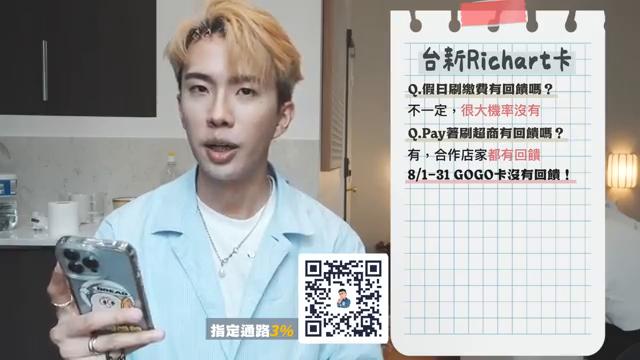 台新Richart卡
Q.假日刷繳費有回饋嗎？
不一定，很大機率沒有
Q.Pay著刷超商有回饋嗎？
有，合作店家都有回饋
8/1-31 GOGO卡沒有回饋！
指定通路3%